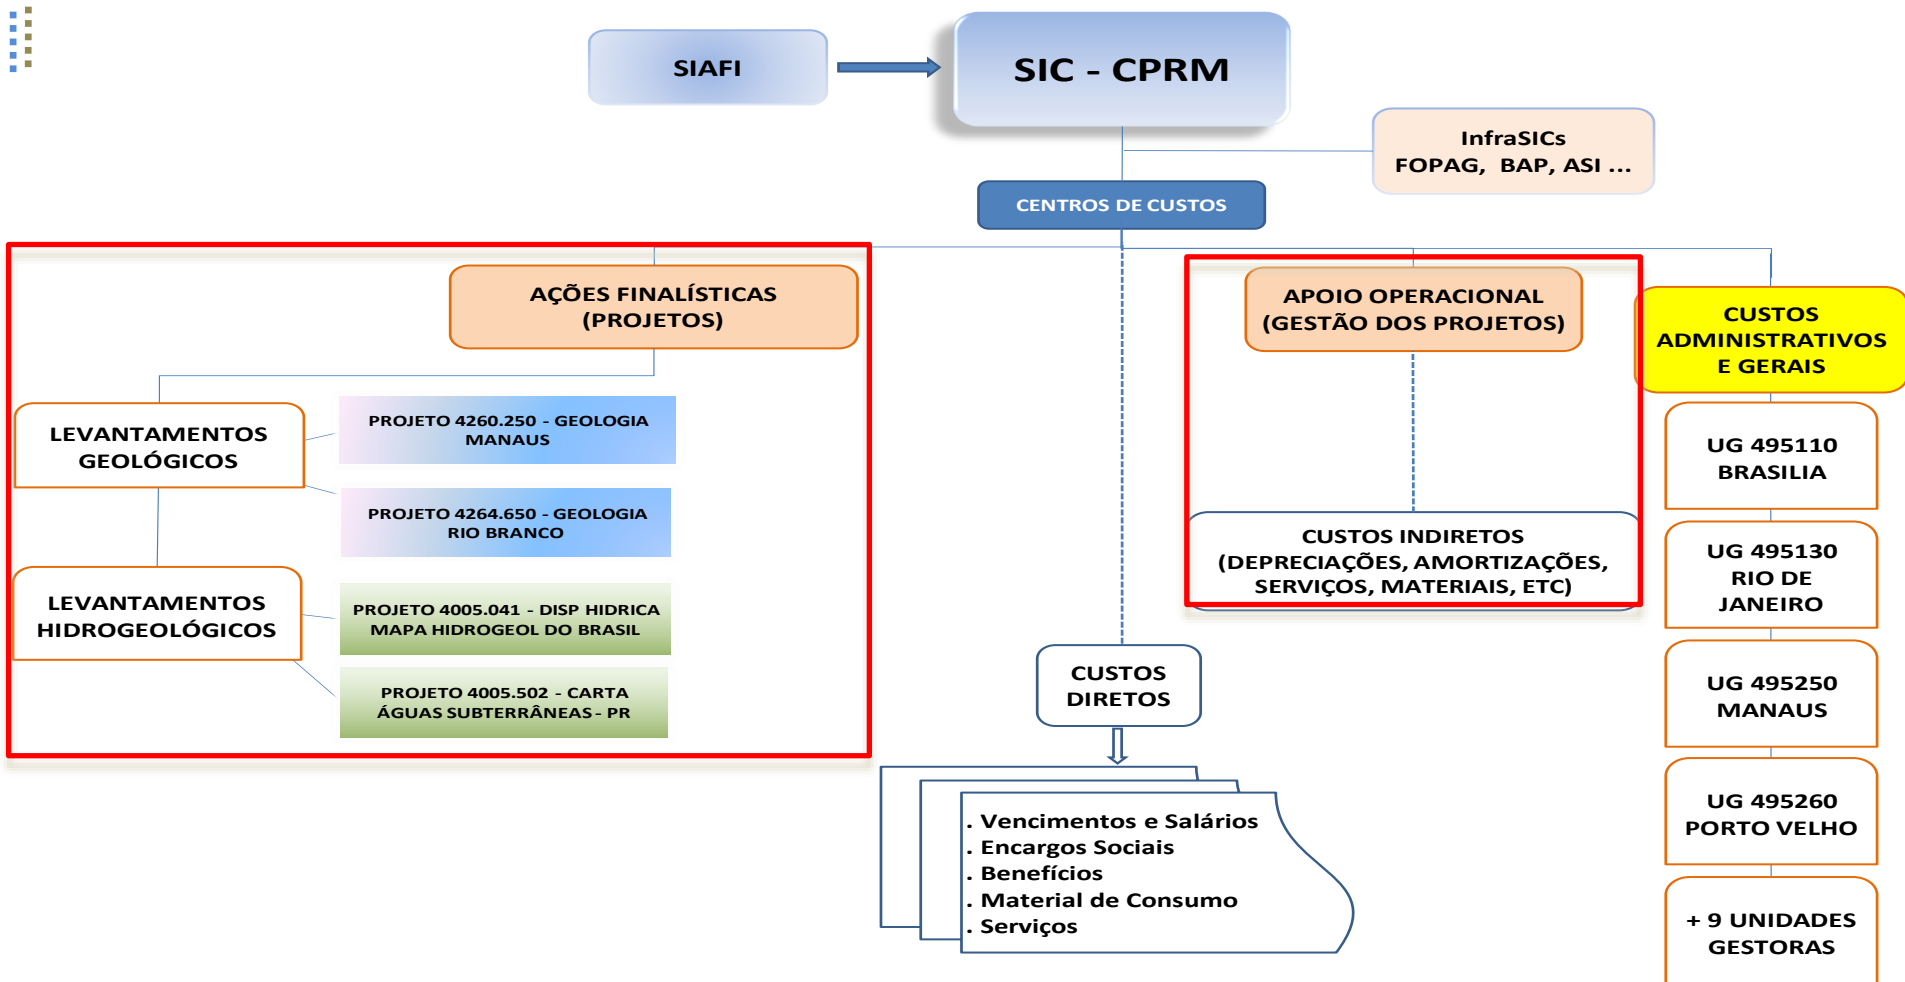 SIAFI
SIC - CPRM
InfraSICs
FOPAG, BAP, ASI ...
CENTROS DE CUSTOS
AÇÕES FINALÍSTICAS
(PROJETOS)
LEVANTAMENTOS
GEOLÓGICOS
PROJETO 4260.250 - GEOLOGIA
MANAUS
PROJETO 4264.650 - GEOLOGIA
RIO BRANCO
LEVANTAMENTOS
HIDROGEOLÓGICOS
PROJETO 4005.041 - DISP HIDRICA
MAPA HIDROGEOL DO BRASIL
PROJETO 4005.502 - CARTA
ÁGUAS SUBTERRÂNEAS - PR
CUSTOS
DIRETOS
. Vencimentos e Salários
. Encargos Sociais
. Benefícios
. Material de Consumo
. Serviços
APOIO OPERACIONAL
(GESTÃO DOS PROJETOS)
CUSTOS INDIRETOS
(DEPRECIAÇÕES, AMORTIZAÇÕES,
SERVIÇOS, MATERIAIS, ETC)
CUSTOS
ADMINISTRATIVOS
E GERAIS
UG 495110
BRASILIA
UG 495130
RIO DE
JANEIRO
UG 495250
MANAUS
UG 495260
PORTO VELHO
+ 9 UNIDADES
GESTORAS